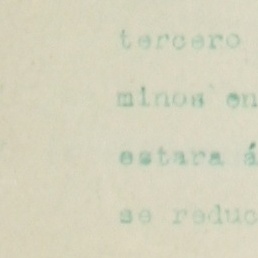 tercero
minos en
estara á
se reduc